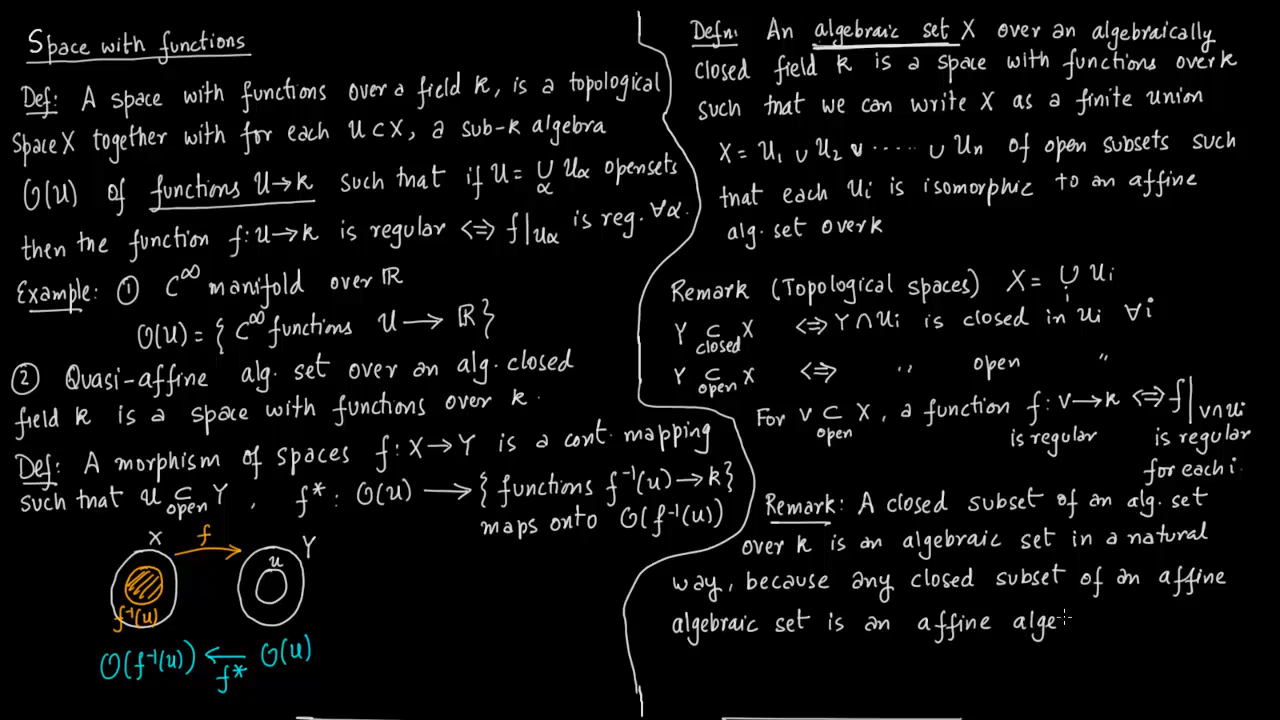 Space with functions
Def: A space with functions over a field k, is a topological
Space X together with for each U ⊂ X, a sub-k algebra
O(U) of functions U → k such that if U = ∪α Uα opensets
then the function f: U → k is regular ⟺ f|Uα is reg. ∀α.
Example: ① C^∞ manifold over ℝ
O(U) = { C^∞ functions U → ℝ }
② Quasi-affine alg. set over an alg. closed
field k is a space with functions over k.
Def: A morphism of spaces f: X → Y is a cont. mapping
such that U ⊂open Y , f* : O(U) → { functions f⁻¹(U) → k }
maps onto O(f⁻¹(U))
X f Y
U
f⁻¹(U)
O(f⁻¹(U)) ← O(U)
f*
Defn: An algebraic set X over an algebraically
closed field k is a space with functions over k
such that we can write X as a finite union
X = U₁ ∪ U₂ ∪ ..... ∪ Un of open subsets such
that each Ui is isomorphic to an affine
alg. set over k
Remark (Topological spaces) X = ∪i Ui
Y ⊂closed X ⟺ Y ∩ Ui is closed in Ui ∀i
Y ⊂open X ⟺ " open "
For V ⊂open X, a function f: V → k ⟺ f|V∩Ui
is regular is regular
for each i.
Remark: A closed subset of an alg. set
over k is an algebraic set in a natural
way, because any closed subset of an affine
algebraic set is an affine alge